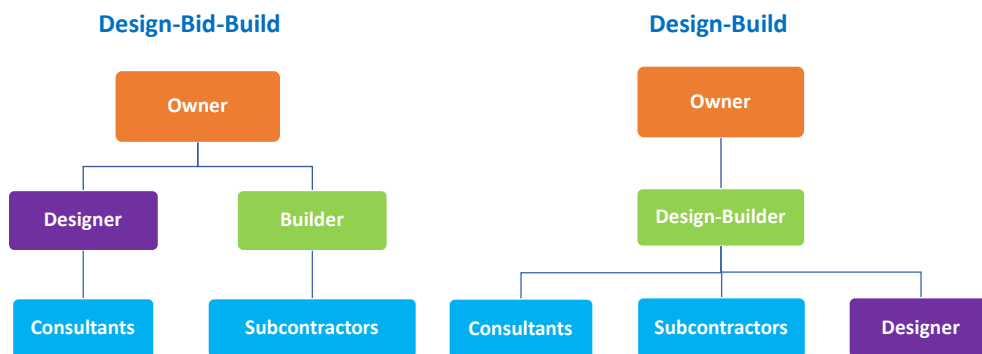 Design-Bid-Build
Owner
Designer
Builder
Consultants
Subcontractors
Design-Build
Owner
Design-Builder
Consultants
Subcontractors
Designer